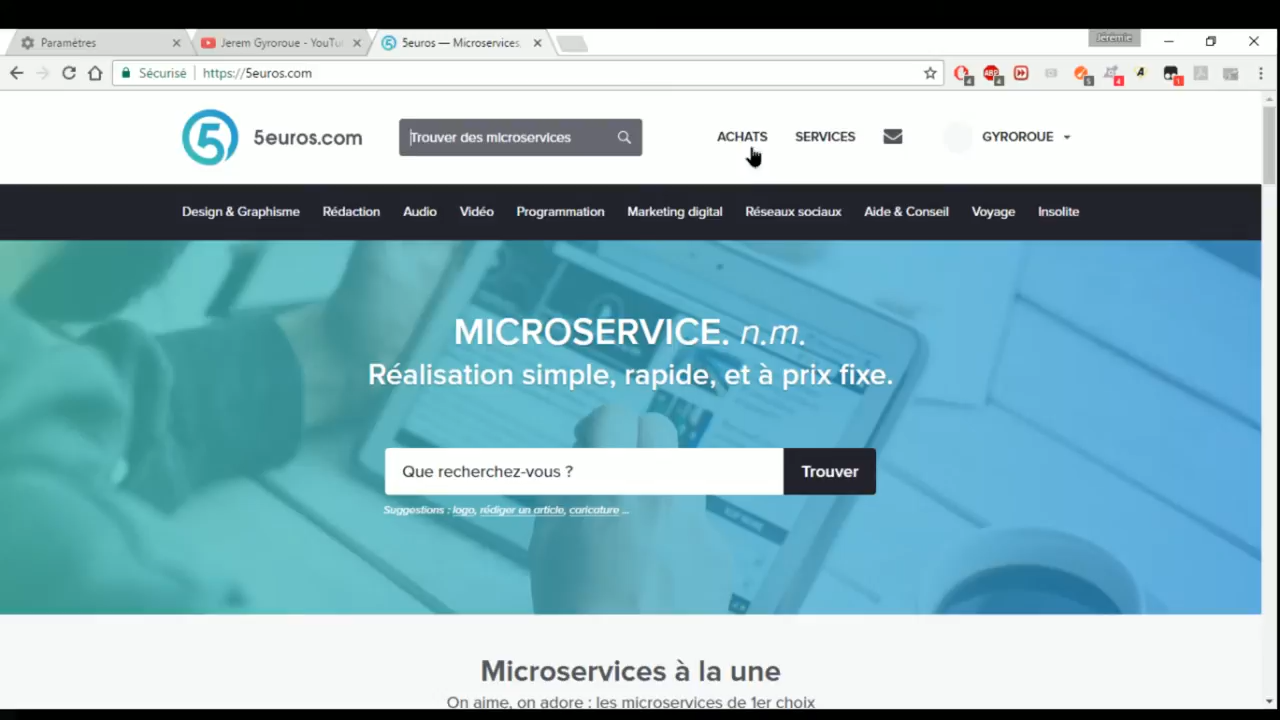 Paramètres
Jerem Gyroroue - YouTu
5euros — Microservices,
Jérémie
Sécurisé
https://5euros.com
5euros.com
Trouver des microservices
ACHATS
SERVICES
GYROROUE
Design & Graphisme
Rédaction
Audio
Vidéo
Programmation
Marketing digital
Réseaux sociaux
Aide & Conseil
Voyage
Insolite
MICROSERVICE. n.m.
Réalisation simple, rapide, et à prix fixe.
Que recherchez-vous ?
Trouver
Suggestions : logo, rédiger un article, caricature ...
Microservices à la une
On aime, on adore : les microservices de 1er choix